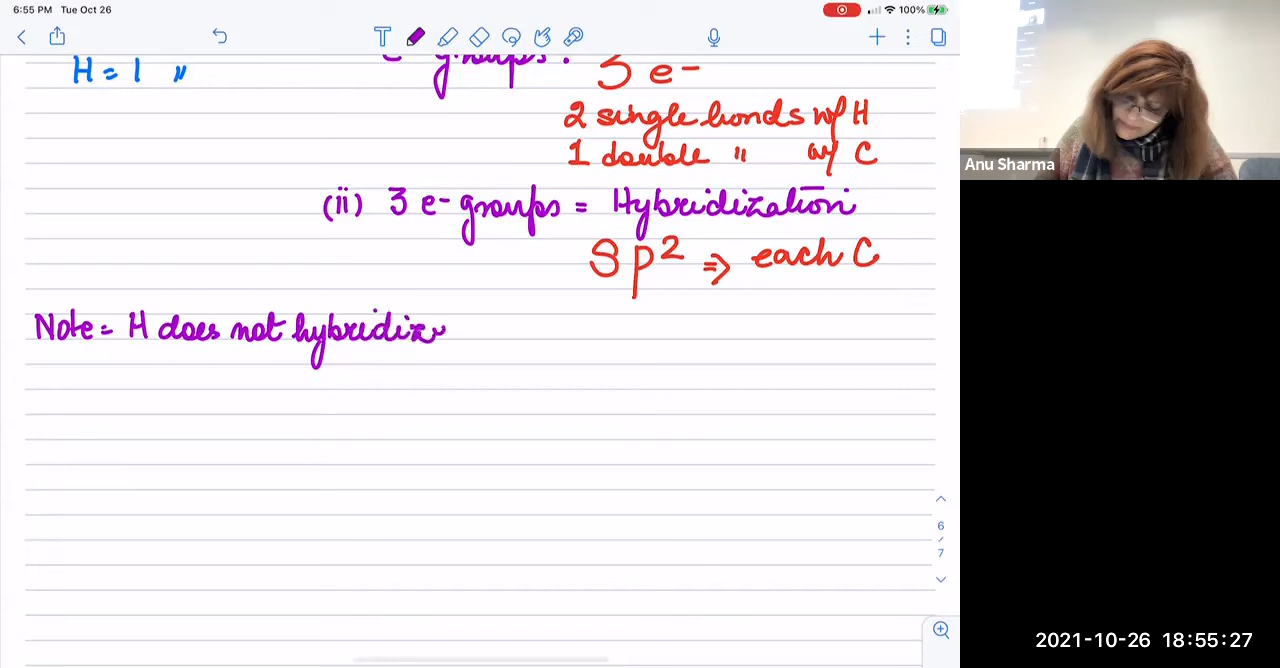 6:55 PM Tue Oct 26
100%
H = 1 "
e- groups : 3 e-
2 single bonds w/ H
1 double " w/ C
(ii) 3 e- groups = Hybridization
Sp² ⇒ each C
Note = H does not hybridize
6
/
7
Anu Sharma
2021-10-26 18:55:27